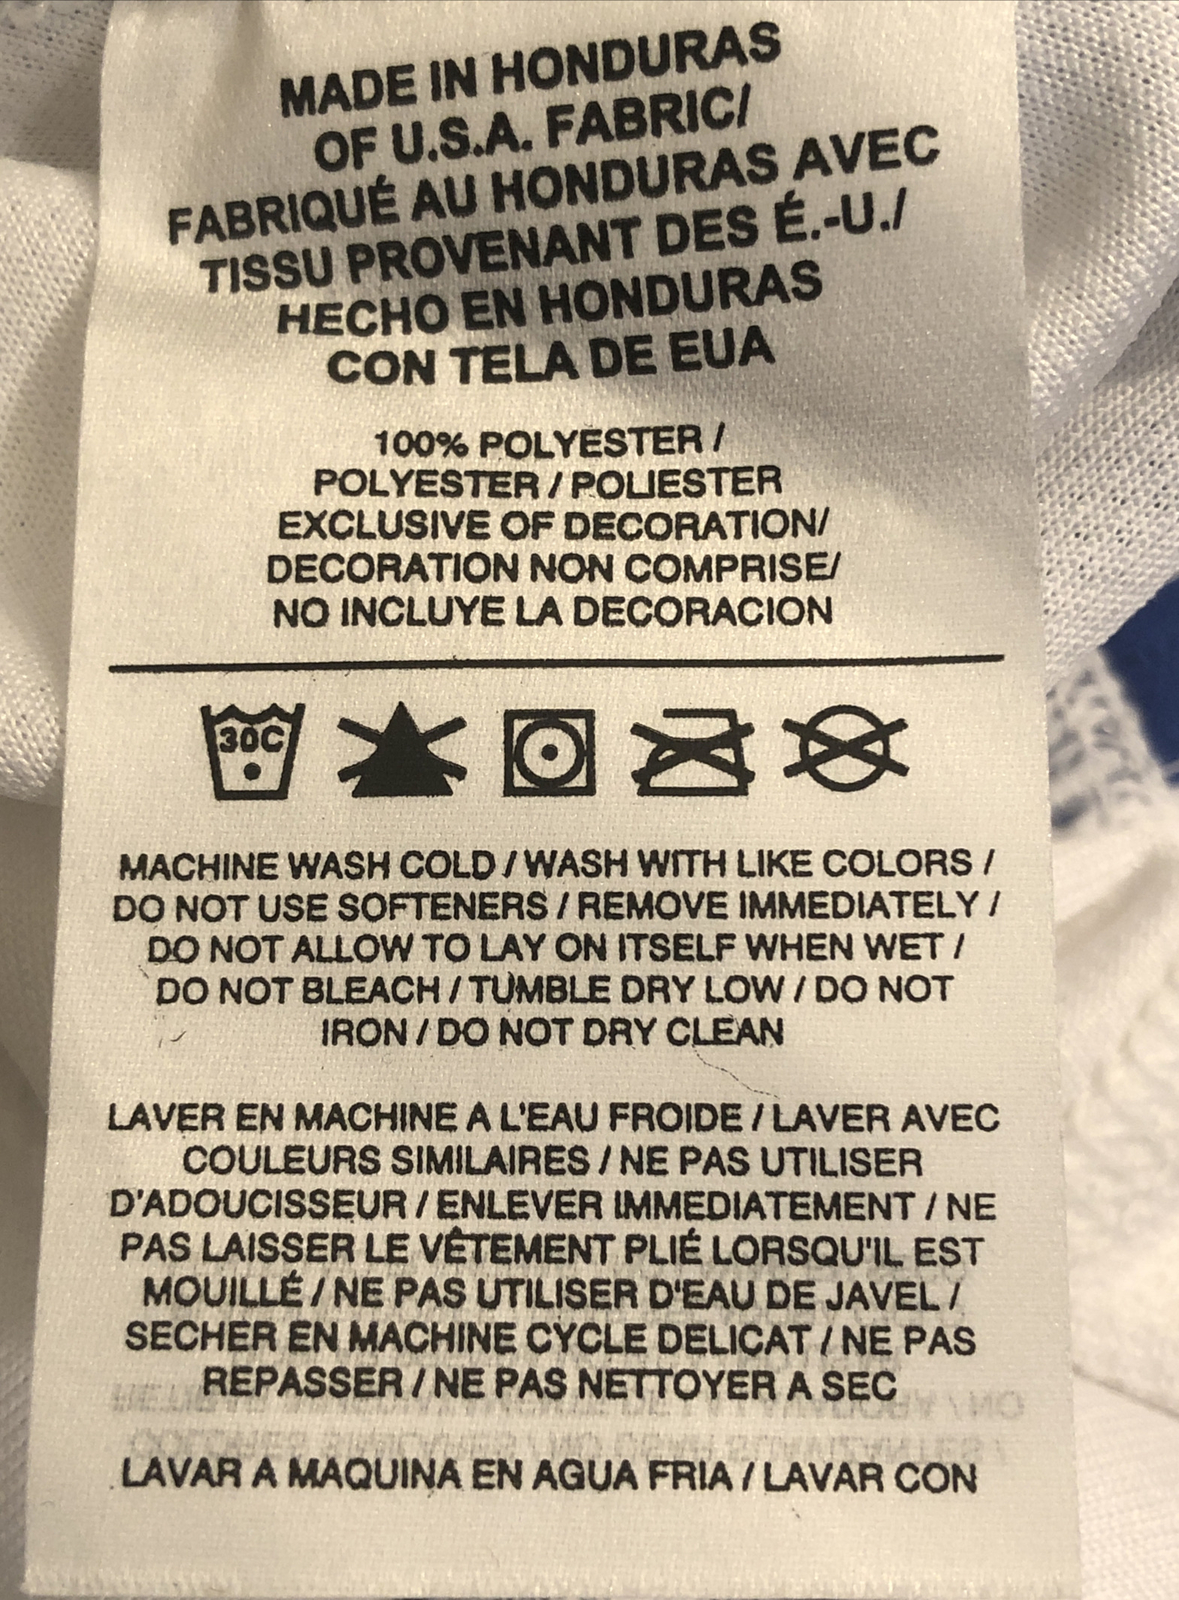 MADE IN HONDURAS
OF U.S.A. FABRIC/
FABRIQUÉ AU HONDURAS AVEC
TISSU PROVENANT DES É.-U./
HECHO EN HONDURAS
CON TELA DE EUA
100% POLYESTER /
POLYESTER / POLIESTER
EXCLUSIVE OF DECORATION/
DECORATION NON COMPRISE/
NO INCLUYE LA DECORACION
30C
MACHINE WASH COLD / WASH WITH LIKE COLORS /
DO NOT USE SOFTENERS / REMOVE IMMEDIATELY /
DO NOT ALLOW TO LAY ON ITSELF WHEN WET /
DO NOT BLEACH / TUMBLE DRY LOW / DO NOT
IRON / DO NOT DRY CLEAN
LAVER EN MACHINE A L'EAU FROIDE / LAVER AVEC
COULEURS SIMILAIRES / NE PAS UTILISER
D'ADOUCISSEUR / ENLEVER IMMEDIATEMENT / NE
PAS LAISSER LE VÊTEMENT PLIÉ LORSQU'IL EST
MOUILLÉ / NE PAS UTILISER D'EAU DE JAVEL /
SECHER EN MACHINE CYCLE DELICAT / NE PAS
REPASSER / NE PAS NETTOYER A SEC
LAVAR A MAQUINA EN AGUA FRIA / LAVAR CON